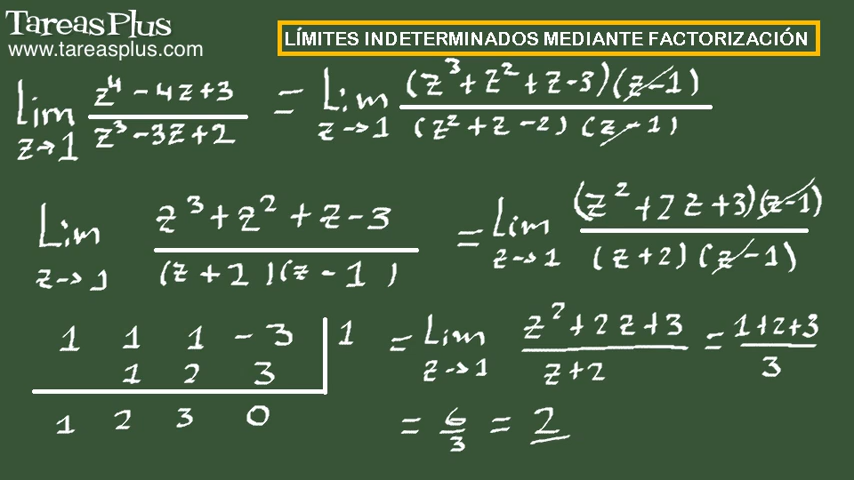 TareasPlus
www.tareasplus.com
LÍMITES INDETERMINADOS MEDIANTE FACTORIZACIÓN
Lim z→1 (z⁴ - 4z + 3)/(z³ - 3z + 2) = Lim z→1 (z³ + z² + z - 3)(z - 1)/(z² + z - 2)(z - 1)
Lim z→1 (z³ + z² + z - 3)/(z + 2)(z - 1) = Lim z→1 (z² + 2z + 3)(z - 1)/(z + 2)(z - 1)
1 1 1 -3 | 1
1 2 3
1 2 3 0
= Lim z→1 (z² + 2z + 3)/(z + 2) = (1 + 2 + 3)/3
= 6/3 = 2